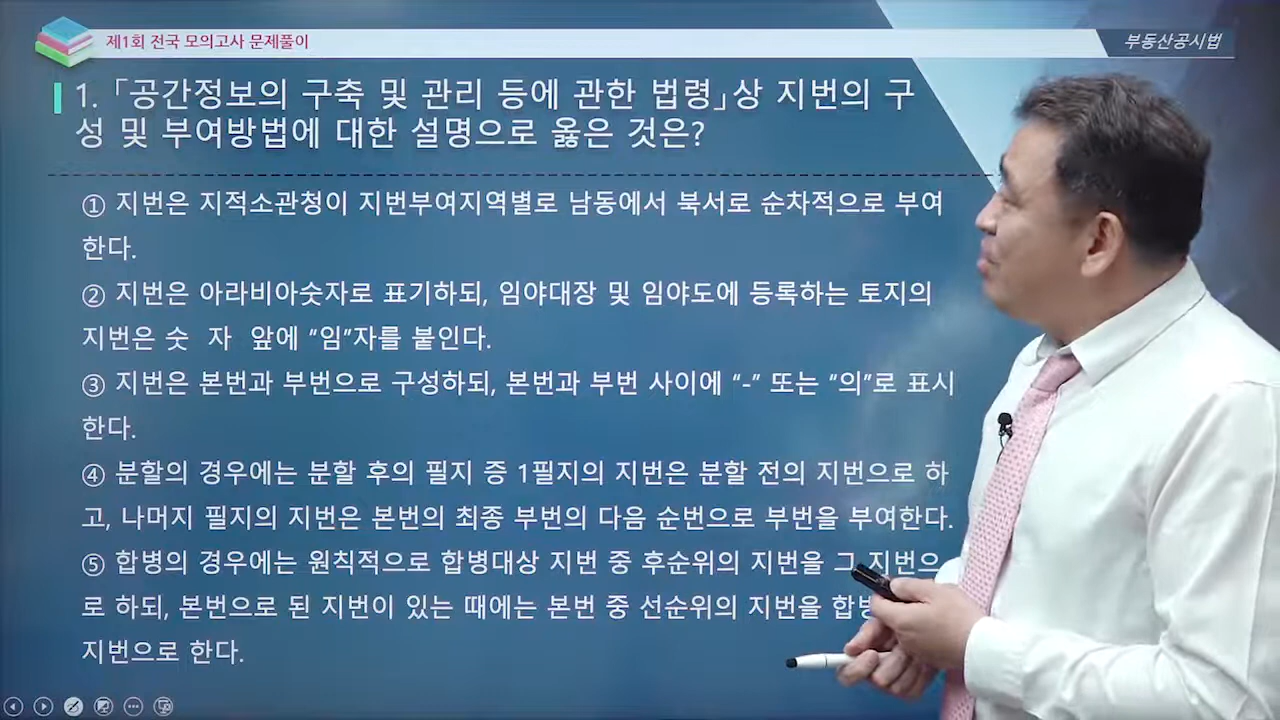 제1회 전국 모의고사 문제풀이
부동산공시법
1. ｢공간정보의 구축 및 관리 등에 관한 법령｣상 지번의 구
성 및 부여방법에 대한 설명으로 옳은 것은?
① 지번은 지적소관청이 지번부여지역별로 남동에서 북서로 순차적으로 부여
한다.
② 지번은 아라비아숫자로 표기하되, 임야대장 및 임야도에 등록하는 토지의
지번은 숫 자 앞에 “임”자를 붙인다.
③ 지번은 본번과 부번으로 구성하되, 본번과 부번 사이에 “-” 또는 “의”로 표시
한다.
④ 분할의 경우에는 분할 후의 필지 중 1필지의 지번은 분할 전의 지번으로 하
고, 나머지 필지의 지번은 본번의 최종 부번의 다음 순번으로 부번을 부여한다.
⑤ 합병의 경우에는 원칙적으로 합병대상 지번 중 후순위의 지번을 그 지번으
로 하되, 본번으로 된 지번이 있는 때에는 본번 중 선순위의 지번을
지번으로 한다.